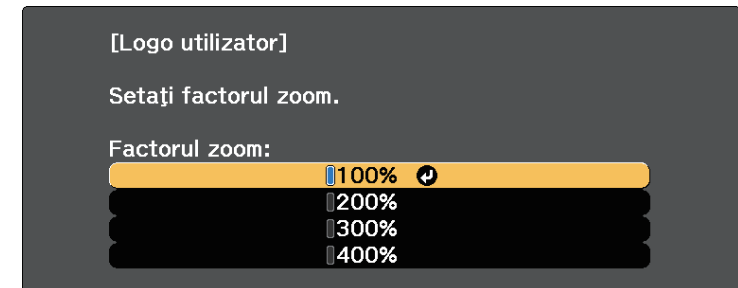 [Logo utilizator]
Setaţi factorul zoom.
Factorul zoom:
100%
200%
300%
400%